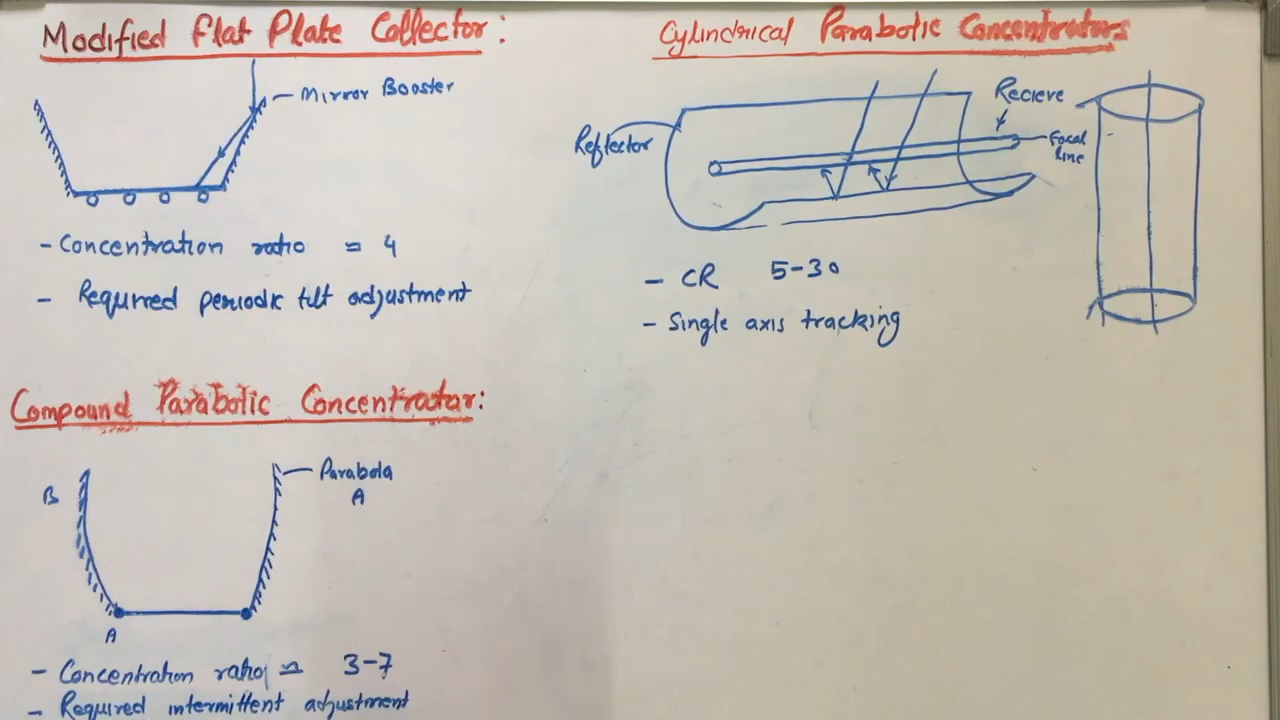 Modified Flat Plate Collector:
Mirror Booster
- Concentration ratio ≈ 4
- Required periodic tilt adjustment
Compound Parabolic Concentractor:
B
Parabola
A
A
- Concentration ratio ≈ 3-7
- Required intermittent adjustment
Cylindrical Parabolic Concentrators
Reflector
Recieve
Focal
line
- CR 5-30
- Single axis tracking